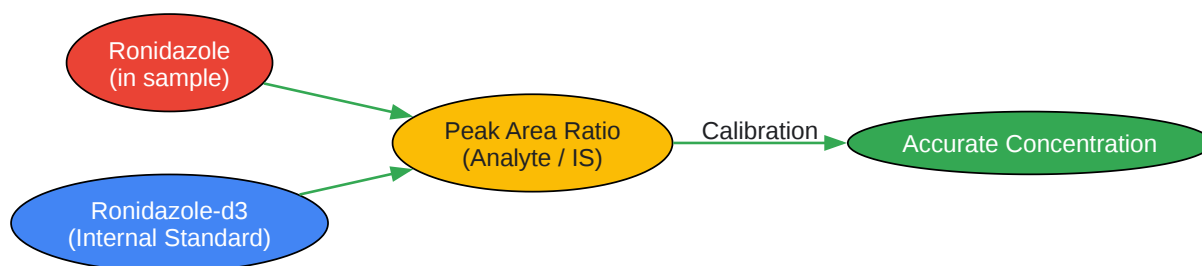 Ronidazole
(in sample)
Ronidazole-d3
(Internal Standard)
Peak Area Ratio
(Analyte / IS)
Calibration
Accurate Concentration